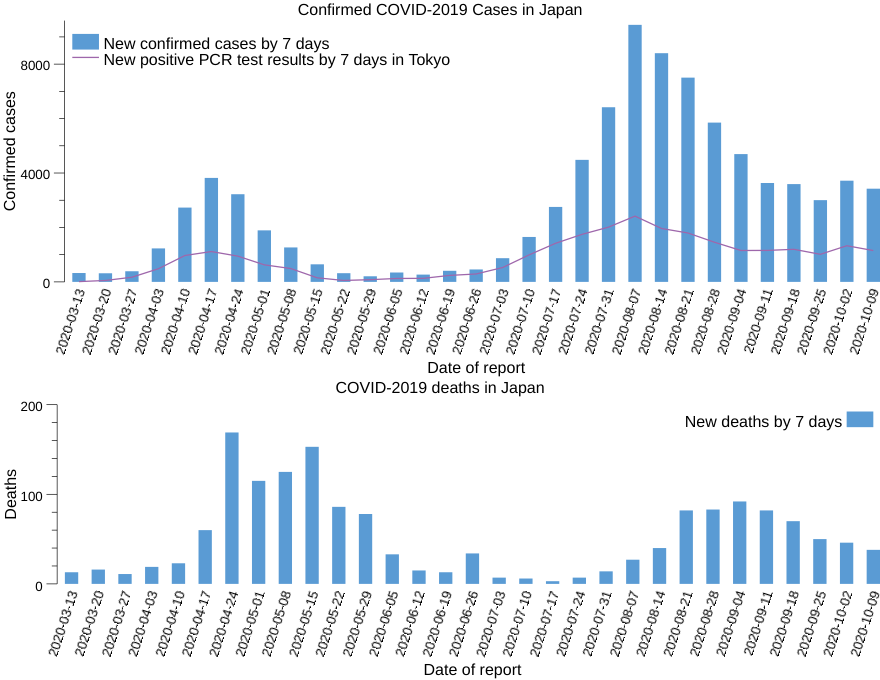 Confirmed COVID-2019 Cases in Japan
New confirmed cases by 7 days
New positive PCR test results by 7 days in Tokyo
Confirmed cases
8000
4000
0
2020-03-13 2020-03-20 2020-03-27 2020-04-03 2020-04-10 2020-04-17 2020-04-24 2020-05-01 2020-05-08 2020-05-15 2020-05-22 2020-05-29 2020-06-05 2020-06-12 2020-06-19 2020-06-26 2020-07-03 2020-07-10 2020-07-17 2020-07-24 2020-07-31 2020-08-07 2020-08-14 2020-08-21 2020-08-28 2020-09-04 2020-09-11 2020-09-18 2020-09-25 2020-10-02 2020-10-09
Date of report
COVID-2019 deaths in Japan
New deaths by 7 days
Deaths
200
100
0
2020-03-13 2020-03-20 2020-03-27 2020-04-03 2020-04-10 2020-04-17 2020-04-24 2020-05-01 2020-05-08 2020-05-15 2020-05-22 2020-05-29 2020-06-05 2020-06-12 2020-06-19 2020-06-26 2020-07-03 2020-07-10 2020-07-17 2020-07-24 2020-07-31 2020-08-07 2020-08-14 2020-08-21 2020-08-28 2020-09-04 2020-09-11 2020-09-18 2020-09-25 2020-10-02 2020-10-09
Date of report